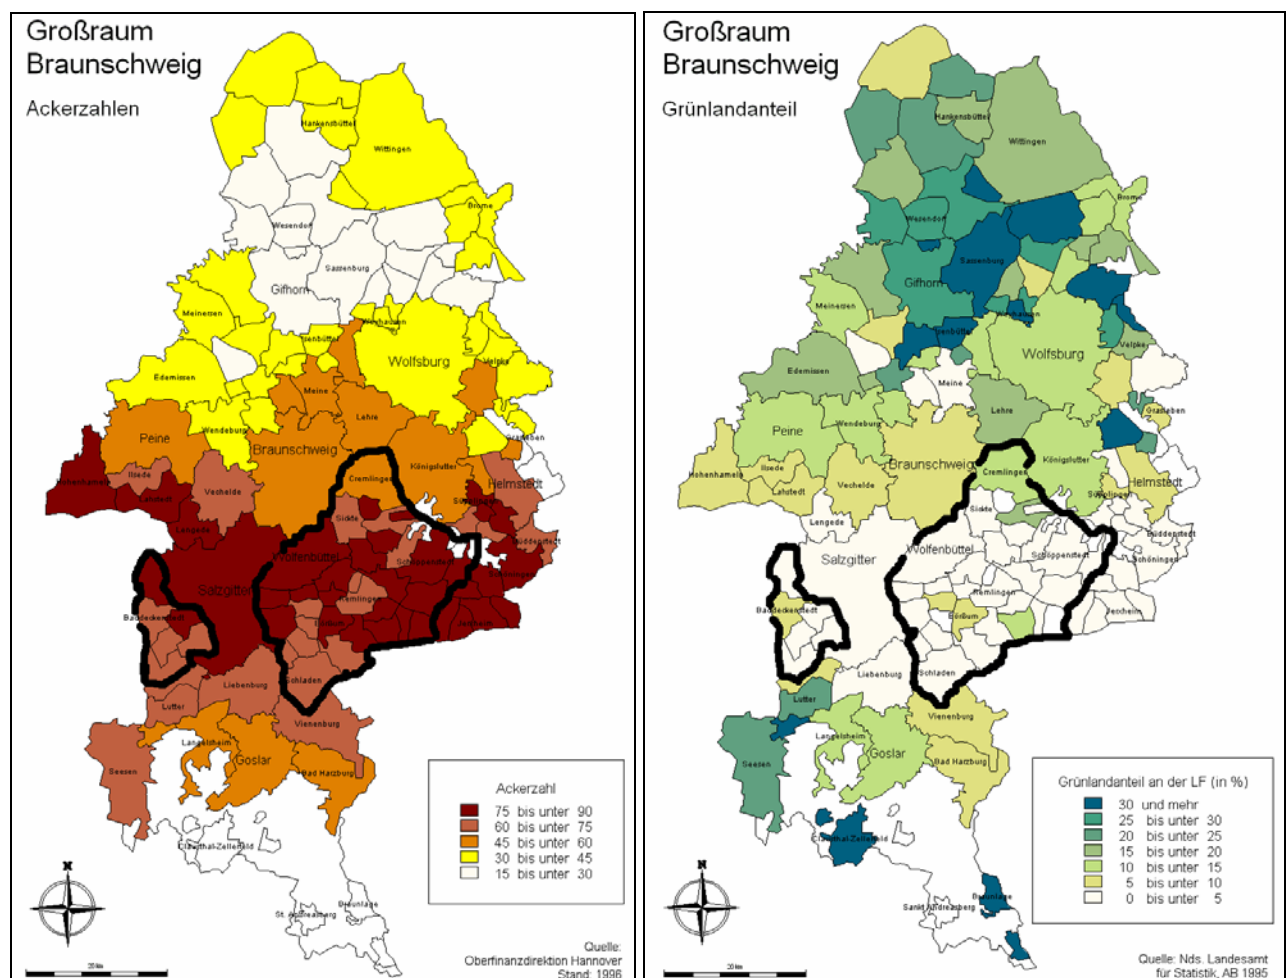 Großraum
Braunschweig
Ackerzahlen
Hankensbüttel
Wittingen
Brome
Wesendorf
Sassenburg
Gifhorn
Meinersen
Weyhausen
Isenbüttel
Wolfsburg
Velpke
Edemissen
Meine
Lehre
Wendeburg
Peine
Braunschweig
Grasleben
Königslutter
Hohenhameln
Ilsede
Vechelde
Cremlingen
Helmstedt
Lahstedt
Süpplingen
Lengede
Sickte
Büddenstedt
Wolfenbüttel
Schöppenstedt
Salzgitter
Schöningen
Remlingen
Baddeckenstedt
Börßum
Jerxheim
Schladen
Liebenburg
Lutter
Vienenburg
Langelsheim
Goslar
Seesen
Bad Harzburg
Clausthal-Zellerfeld
Braunlage
St. Andreasberg
Ackerzahl
75 bis unter 90
60 bis unter 75
45 bis unter 60
30 bis unter 45
15 bis unter 30
N
20 km
Quelle:
Oberfinanzdirektion Hannover
Stand: 1996
Großraum
Braunschweig
Grünlandanteil
Hankensbüttel
Wittingen
Brome
Wesendorf
Sassenburg
Gifhorn
Meinersen
Weyhausen
Isenbüttel
Wolfsburg
Velpke
Edemissen
Meine
Lehre
Grasleben
Peine
Wendeburg
Braunschweig
Königslutter
Hohenhameln
Ilsede
Vechelde
Cremlingen
Helmstedt
Lahstedt
Süpplingen
Lengede
Sickte
Büddenstedt
Wolfenbüttel
Schöppenstedt
Salzgitter
Schöningen
Remlingen
Baddeckenstedt
Börßum
Jerxheim
Schladen
Liebenburg
Lutter
Vienenburg
Langelsheim
Goslar
Seesen
Bad Harzburg
Clausthal-Zellerfeld
Braunlage
Sankt Andreasberg
Grünlandanteil an der LF (in %)
30 und mehr
25 bis unter 30
20 bis unter 25
15 bis unter 20
10 bis unter 15
5 bis unter 10
0 bis unter 5
N
20 km
Quelle: Nds. Landesamt
für Statistik, AB 1995